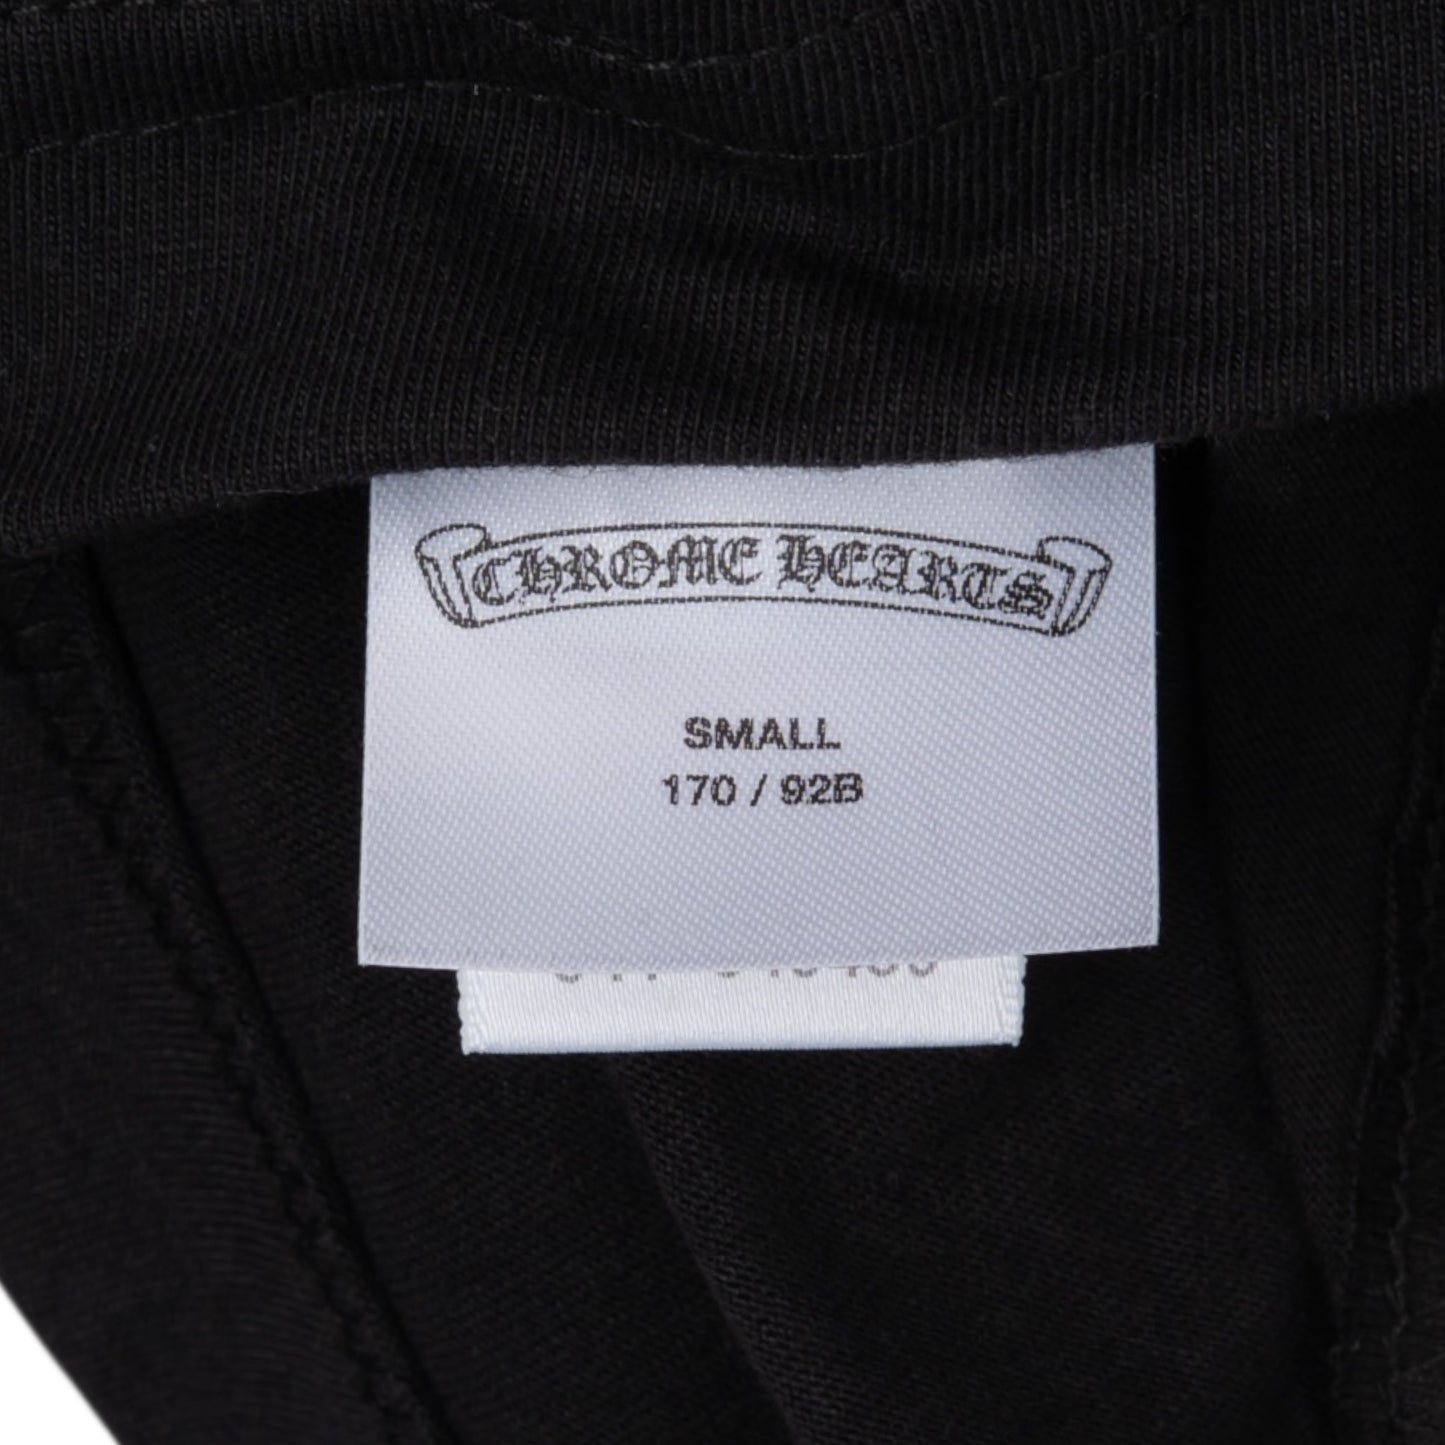 CHROME HEARTS
SMALL
170 / 92B